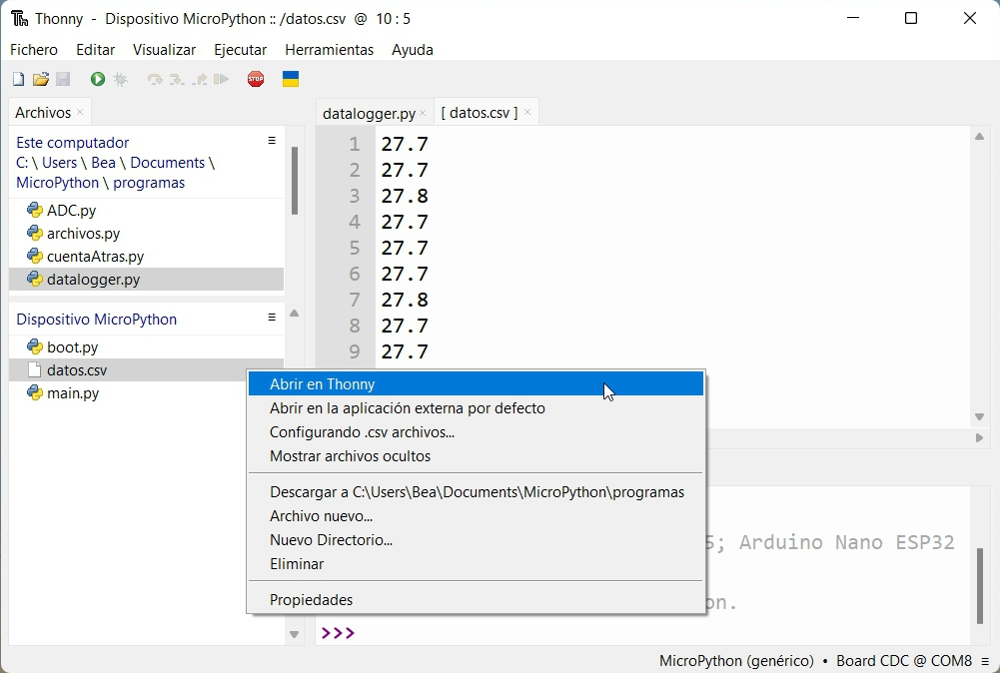 Thonny - Dispositivo MicroPython :: /datos.csv @ 10 : 5
Fichero Editar Visualizar Ejecutar Herramientas Ayuda
STOP
Archivos
Este computador
C: \ Users \ Bea \ Documents \
MicroPython \ programas
ADC.py
archivos.py
cuentaAtras.py
datalogger.py
Dispositivo MicroPython
boot.py
datos.csv
main.py
datalogger.py [ datos.csv ]
1 27.7
2 27.7
3 27.8
4 27.7
5 27.7
6 27.7
7 27.8
8 27.7
9 27.7
Abrir en Thonny
Abrir en la aplicación externa por defecto
Configurando .csv archivos...
Mostrar archivos ocultos
Descargar a C:\Users\Bea\Documents\MicroPython\programas
Archivo nuevo...
Nuevo Directorio...
Eliminar
Propiedades
5; Arduino Nano ESP32
on.
>>>
MicroPython (genérico) • Board CDC @ COM8 ≡